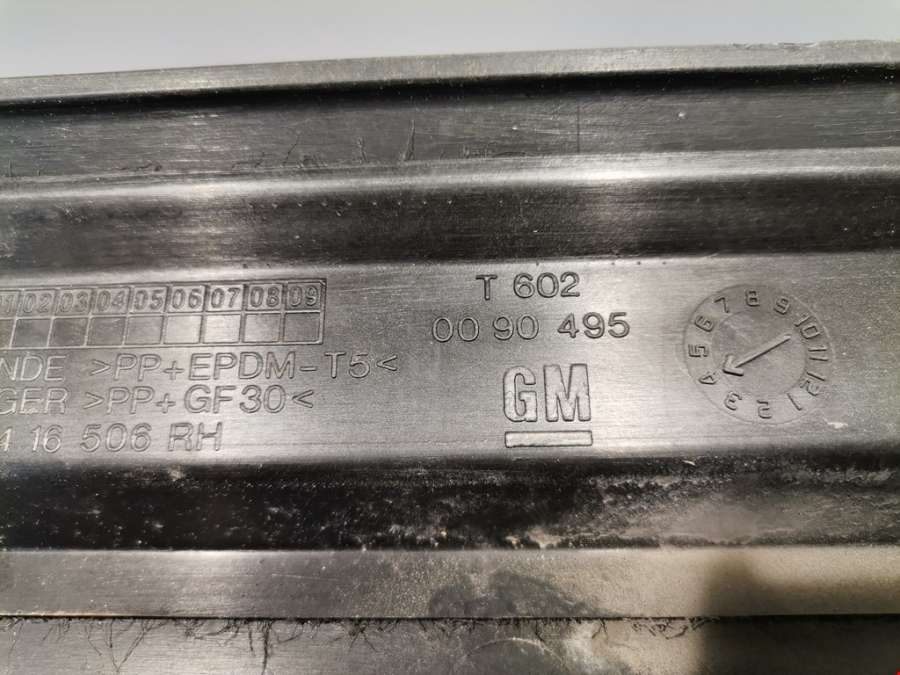 1 02 03 04 05 06 07 08 09
NDE >PP+EPDM-T5<
GER >PP+GF30<
4 16 506 RH
T 602
00 90 495
GM
1 2 3 4 5 6 7 8 9 10 11 12